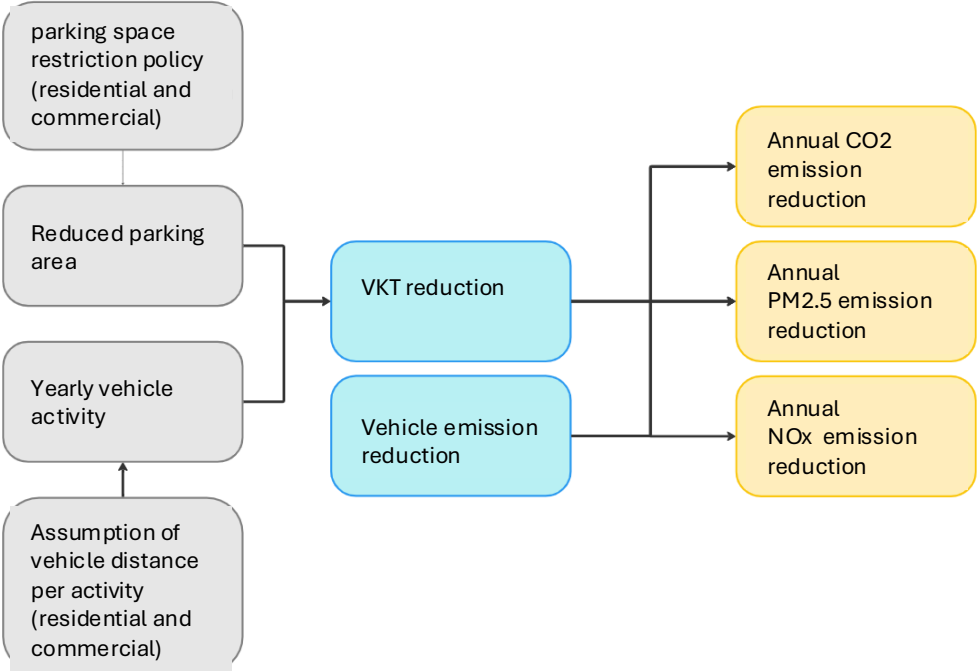 parking space
restriction policy
(residential and
commercial)
Reduced parking
area
Yearly vehicle
activity
Assumption of
vehicle distance
per activity
(residential and
commercial)
VKT reduction
Vehicle emission
reduction
Annual CO2
emission
reduction
Annual
PM2.5 emission
reduction
Annual
NOx emission
reduction